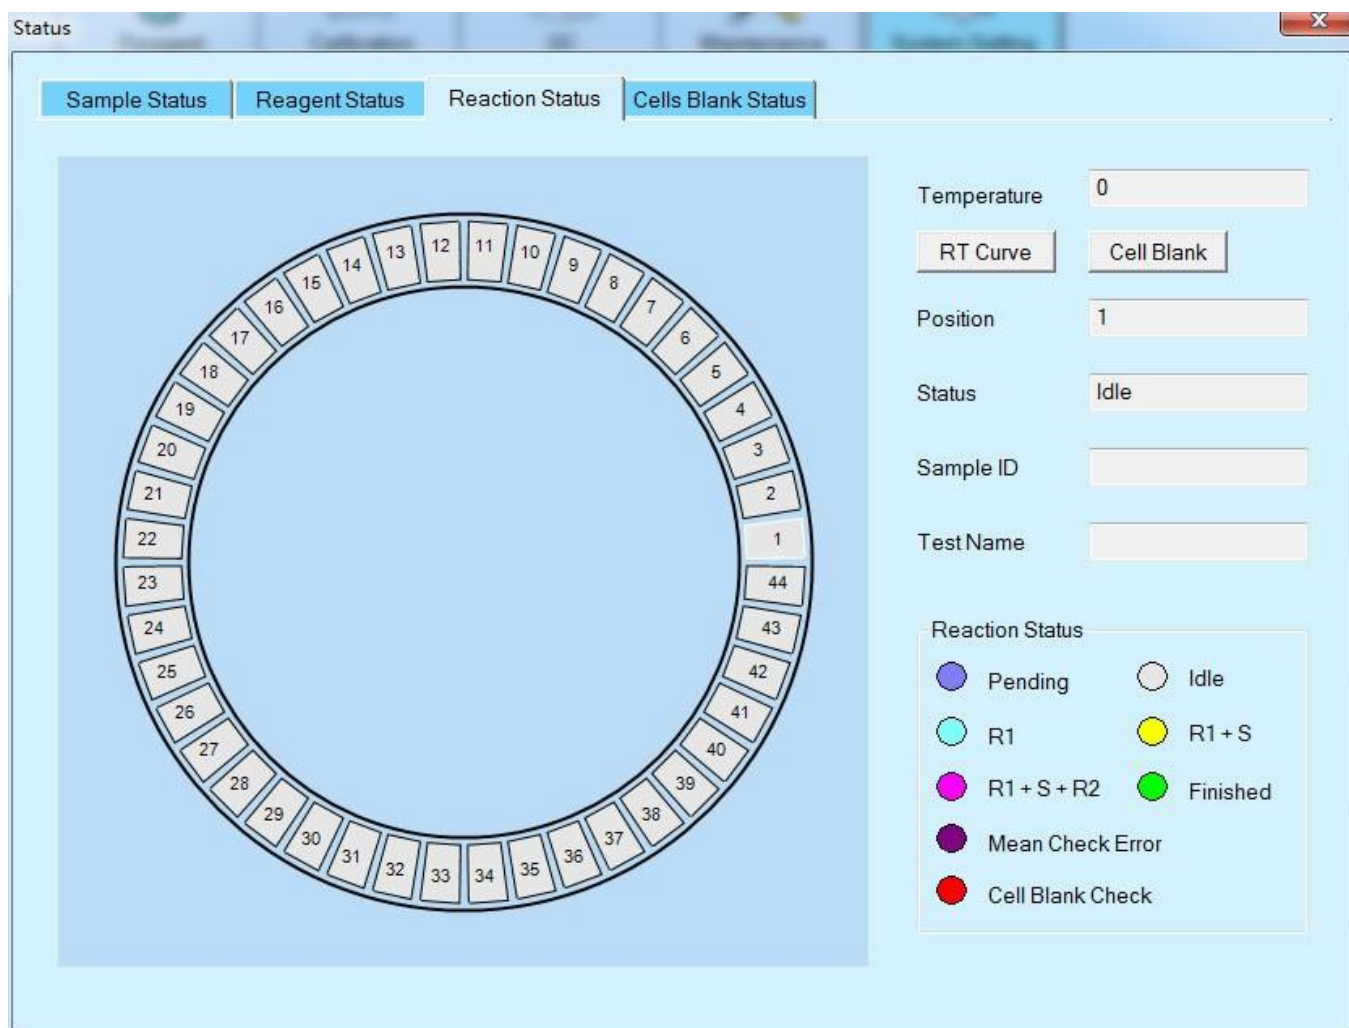 Status
x
Sample Status
Reagent Status
Reaction Status
Cells Blank Status
Temperature 0
RT Curve Cell Blank
Position 1
Status Idle
Sample ID
Test Name
1
2
3
4
5
6
7
8
9
10
11
12
13
14
15
16
17
18
19
20
21
22
23
24
25
26
27
28
29
30
31
32
33
34
35
36
37
38
39
40
41
42
43
44
Reaction Status
Pending
Idle
R1
R1 + S
R1 + S + R2
Finished
Mean Check Error
Cell Blank Check